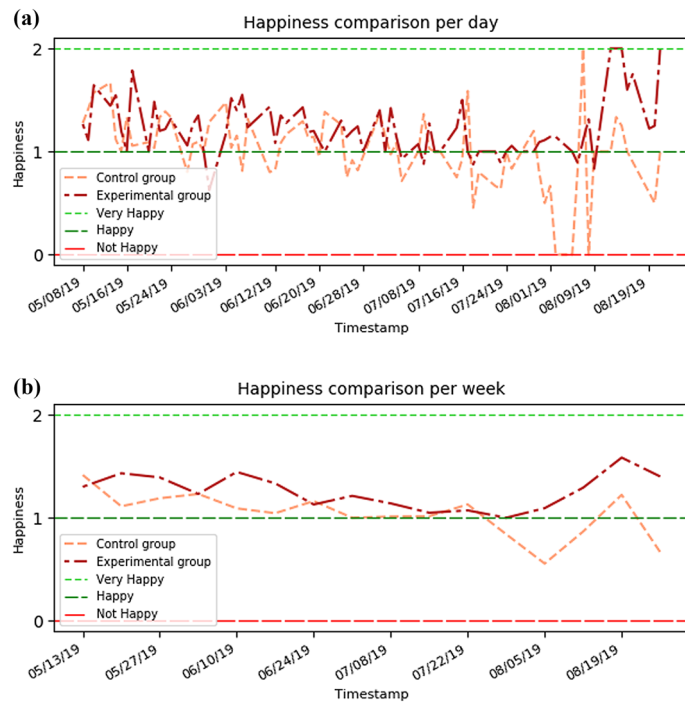 (a)
Happiness comparison per day
2
1
0
Happiness
Control group
Experimental group
Very Happy
Happy
Not Happy
05/08/19 05/16/19 05/24/19 06/03/19 06/12/19 06/20/19 06/28/19 07/08/19 07/16/19 07/24/19 08/01/19 08/09/19 08/19/19
Timestamp
(b)
Happiness comparison per week
2
1
0
Happiness
Control group
Experimental group
Very Happy
Happy
Not Happy
05/13/19 05/27/19 06/10/19 06/24/19 07/08/19 07/22/19 08/05/19 08/19/19
Timestamp